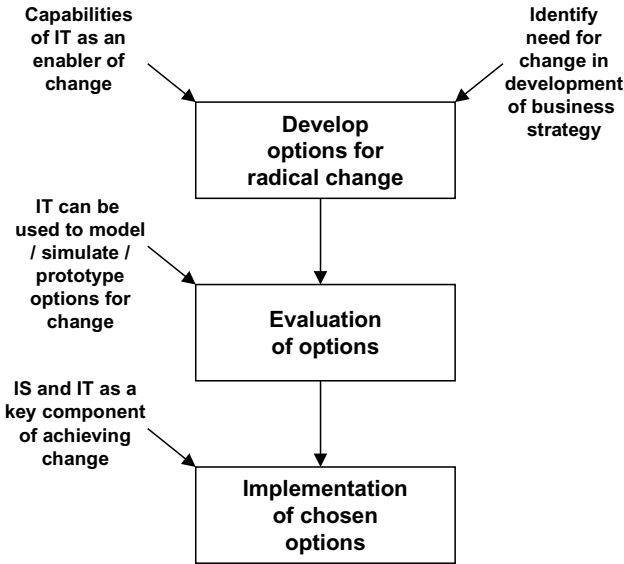 Capabilities
of IT as an
enabler of
change
Identify
need for
change in
development
of business
strategy
Develop
options for
radical change
IT can be
used to model
/ simulate /
prototype
options for
change
Evaluation
of options
IS and IT as a
key component
of achieving
change
Implementation
of chosen
options